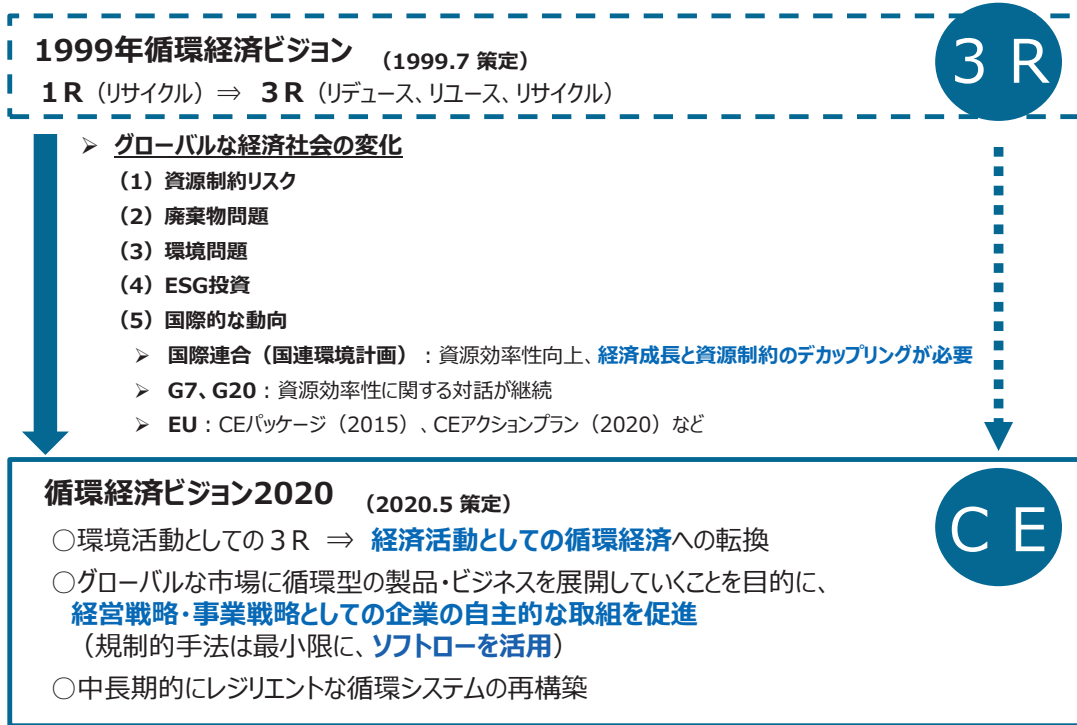 1999年循環経済ビジョン (1999.7 策定)
3 R
1R（リサイクル）⇒ 3R（リデュース、リユース、リサイクル）
➢ グローバルな経済社会の変化
（1）資源制約リスク
（2）廃棄物問題
（3）環境問題
（4）ESG投資
（5）国際的な動向
➢ 国際連合（国連環境計画）：資源効率性向上、経済成長と資源制約のデカップリングが必要
➢ G7、G20：資源効率性に関する対話が継続
➢ EU：CEパッケージ（2015）、CEアクションプラン（2020）など
循環経済ビジョン2020 (2020.5 策定)
C E
○環境活動としての３R ⇒ 経済活動としての循環経済への転換
○グローバルな市場に循環型の製品・ビジネスを展開していくことを目的に、
経営戦略・事業戦略としての企業の自主的な取組を促進
（規制的手法は最小限に、ソフトローを活用）
○中長期的にレジリエントな循環システムの再構築